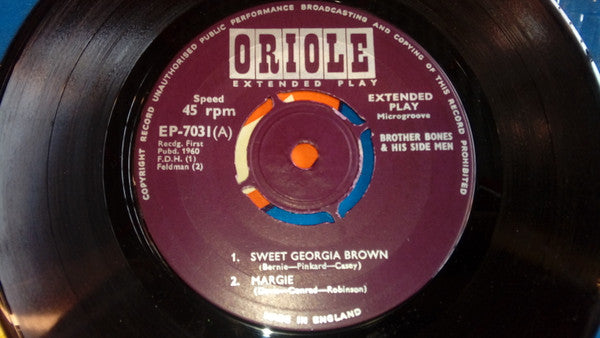 COPYRIGHT RECORD UNAUTHORISED PUBLIC PERFORMANCE BROADCASTING AND COPYING OF THIS RECORD PROHIBITED
ORIOLE
EXTENDED PLAY
Speed
45 rpm
EP-7031(A)
Recdg. First
Pubd. 1960
F.D.H. (1)
Feldman (2)
EXTENDED
PLAY
Microgroove
BROTHER BONES
& HIS SIDE MEN
1. SWEET GEORGIA BROWN
(Bernie—Pinkard—Casey)
2. MARGIE
Conrad—Robinson)
MADE IN ENGLAND